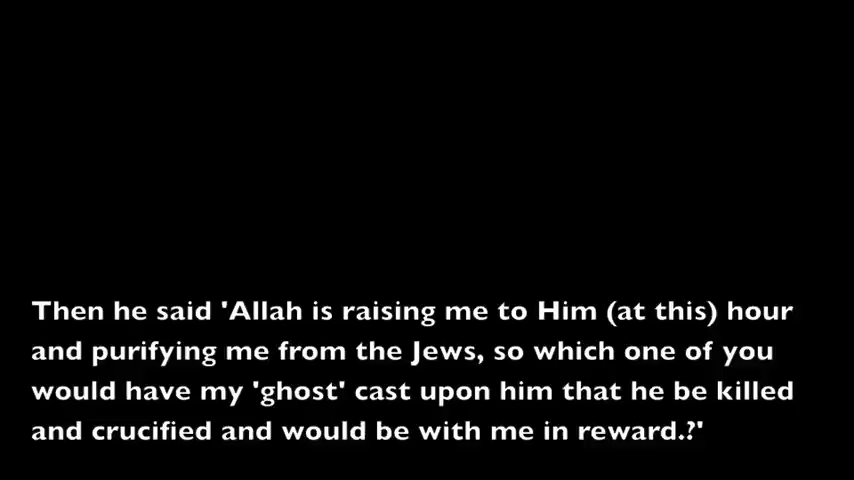 Then he said 'Allah is raising me to Him (at this) hour
and purifying me from the Jews, so which one of you
would have my 'ghost' cast upon him that he be killed
and crucified and would be with me in reward.?'